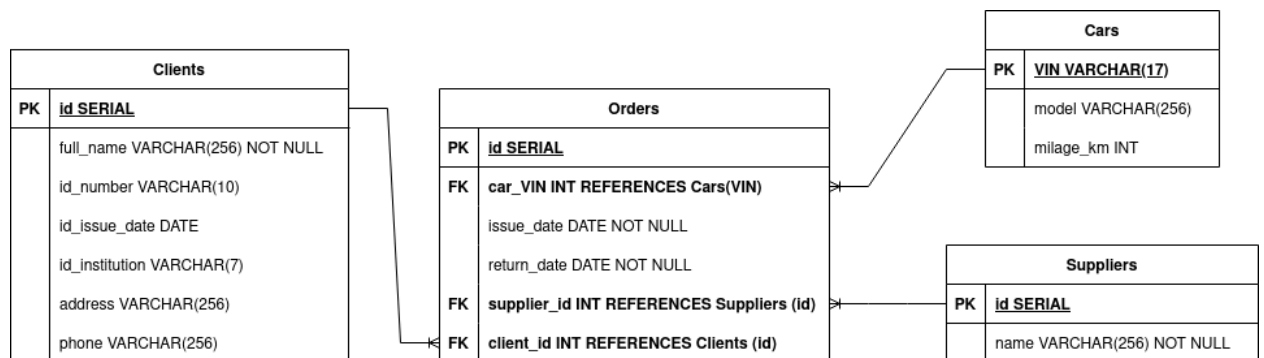 Clients
PK id SERIAL
full_name VARCHAR(256) NOT NULL
id_number VARCHAR(10)
id_issue_date DATE
id_institution VARCHAR(7)
address VARCHAR(256)
phone VARCHAR(256)
Orders
PK id SERIAL
FK car_VIN INT REFERENCES Cars(VIN)
issue_date DATE NOT NULL
return_date DATE NOT NULL
FK supplier_id INT REFERENCES Suppliers (id)
FK client_id INT REFERENCES Clients (id)
Cars
PK VIN VARCHAR(17)
model VARCHAR(256)
milage_km INT
Suppliers
PK id SERIAL
name VARCHAR(256) NOT NULL